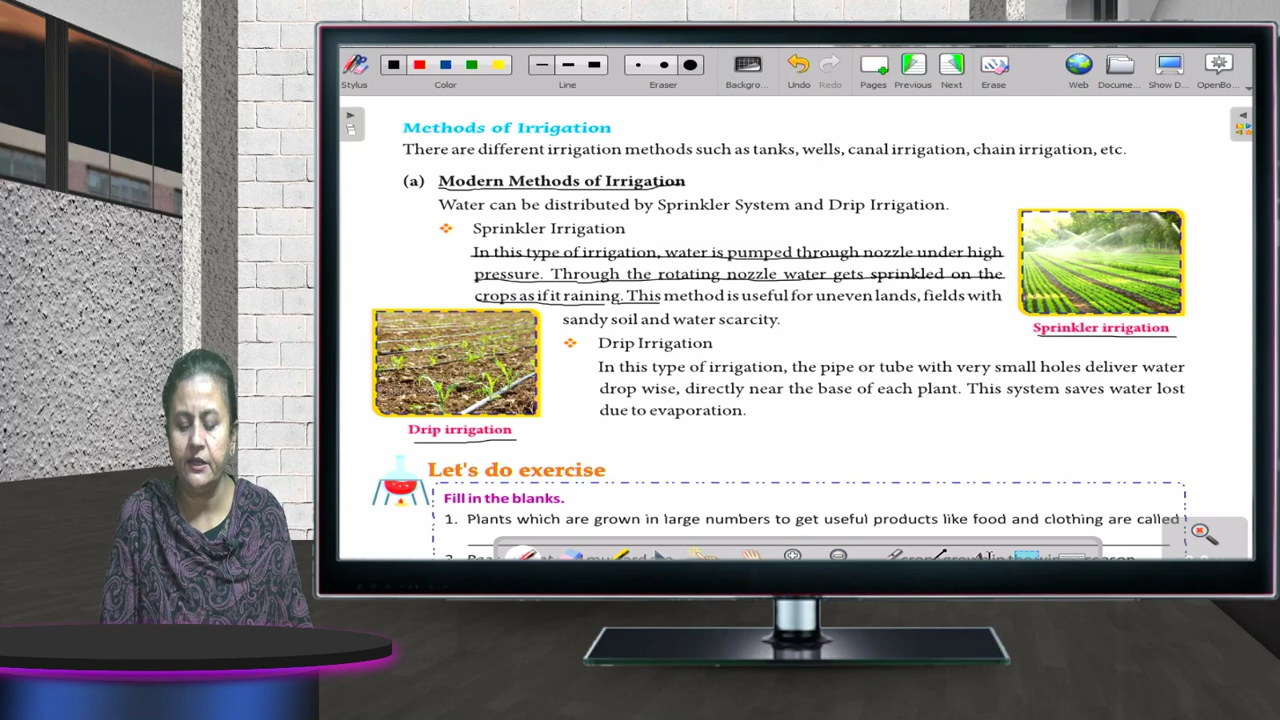 Stylus Color Line Eraser Backgro... Undo Redo Pages Previous Next Erase Web Docume... Show D... OpenBo...
Methods of Irrigation
There are different irrigation methods such as tanks, wells, canal irrigation, chain irrigation, etc.
(a) Modern Methods of Irrigation
Water can be distributed by Sprinkler System and Drip Irrigation.
Sprinkler Irrigation
In this type of irrigation, water is pumped through nozzle under high
pressure. Through the rotating nozzle water gets sprinkled on the
crops as if it raining. This method is useful for uneven lands, fields with
sandy soil and water scarcity.
Sprinkler irrigation
Drip Irrigation
In this type of irrigation, the pipe or tube with very small holes deliver water
drop wise, directly near the base of each plant. This system saves water lost
due to evaporation.
Drip irrigation
Let's do exercise
Fill in the blanks.
1. Plants which are grown in large numbers to get useful products like food and clothing are called